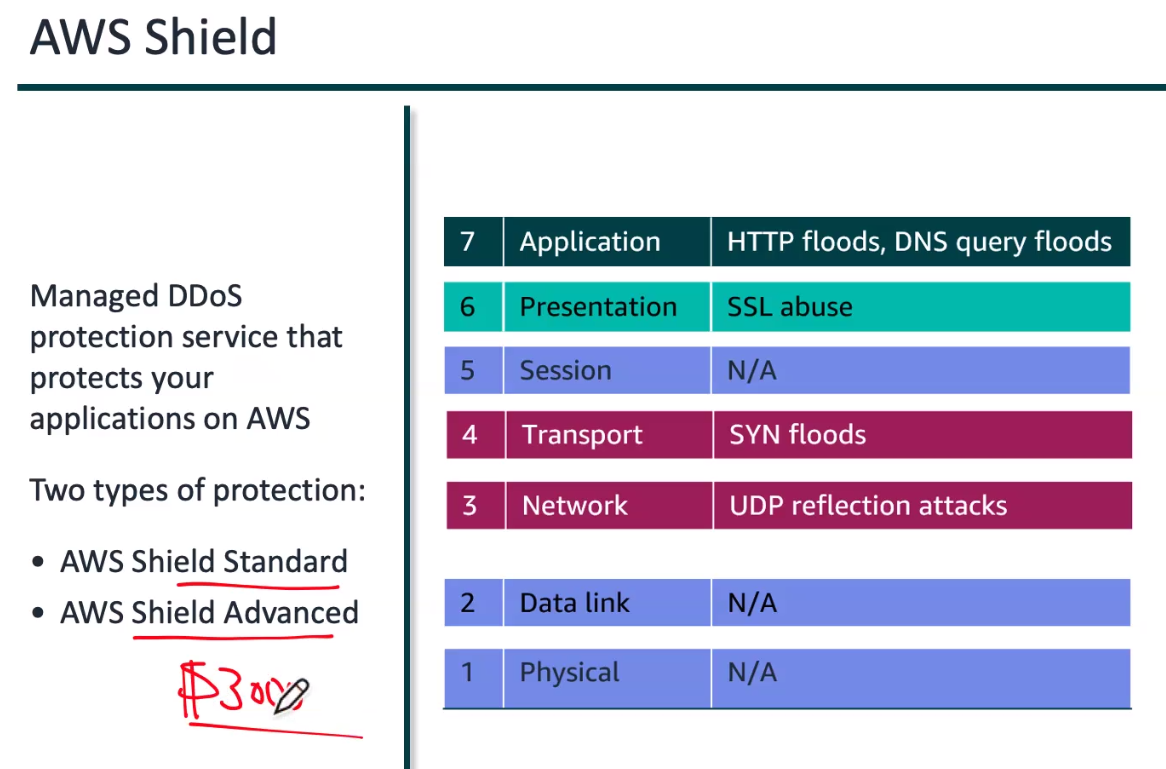 AWS Shield
Managed DDoS
protection service that
protects your
applications on AWS
Two types of protection:
• AWS Shield Standard
• AWS Shield Advanced
7 Application HTTP floods, DNS query floods
6 Presentation SSL abuse
5 Session N/A
4 Transport SYN floods
3 Network UDP reflection attacks
2 Data link N/A
1 Physical N/A